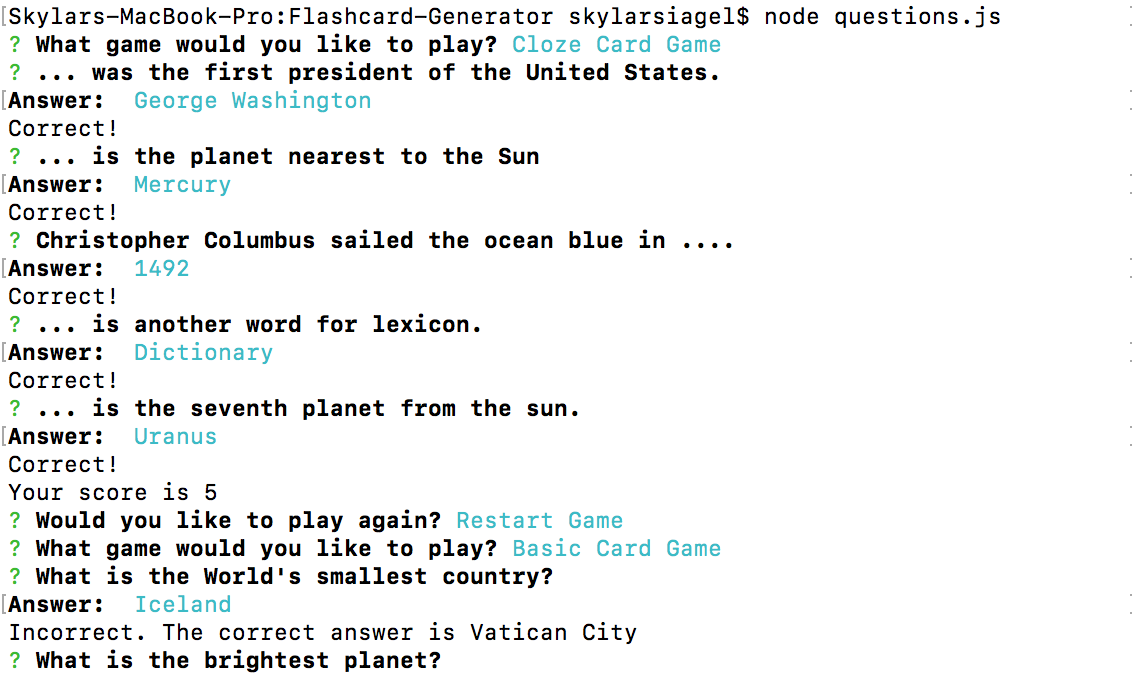 [Skylars-MacBook-Pro:Flashcard-Generator skylarsiagel$ node questions.js
? What game would you like to play? Cloze Card Game
? ... was the first president of the United States.
[Answer:  George Washington
Correct!
? ... is the planet nearest to the Sun
[Answer:  Mercury
Correct!
? Christopher Columbus sailed the ocean blue in ....
[Answer:  1492
Correct!
? ... is another word for lexicon.
[Answer:  Dictionary
Correct!
? ... is the seventh planet from the sun.
[Answer:  Uranus
Correct!
Your score is 5
? Would you like to play again? Restart Game
? What game would you like to play? Basic Card Game
? What is the World's smallest country?
[Answer:  Iceland
Incorrect. The correct answer is Vatican City
? What is the brightest planet?